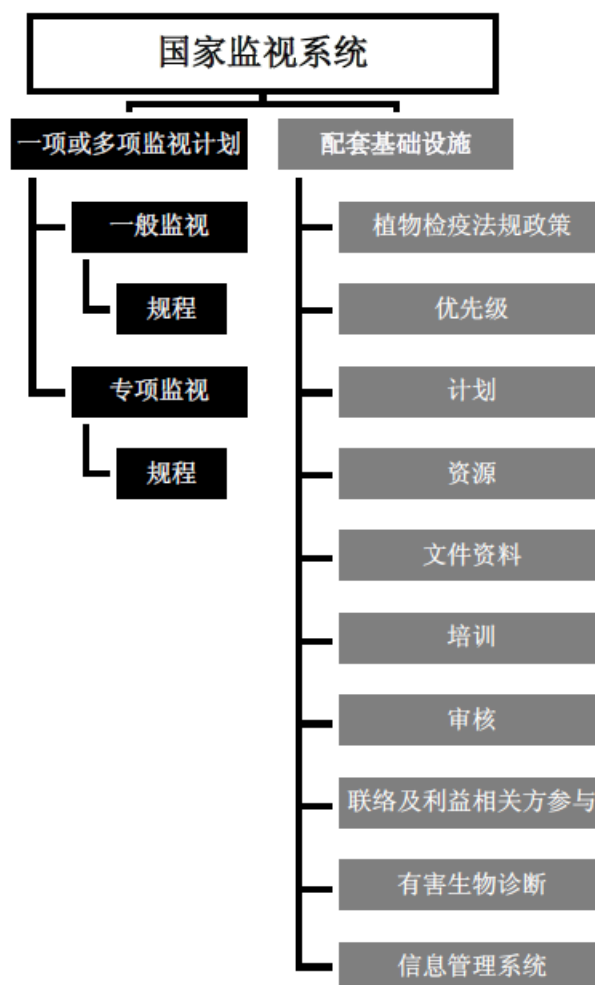 国家监视系统
一项或多项监视计划
配套基础设施
一般监视
规程
专项监视
规程
植物检疫法规政策
优先级
计划
资源
文件资料
培训
审核
联络及利益相关方参与
有害生物诊断
信息管理系统